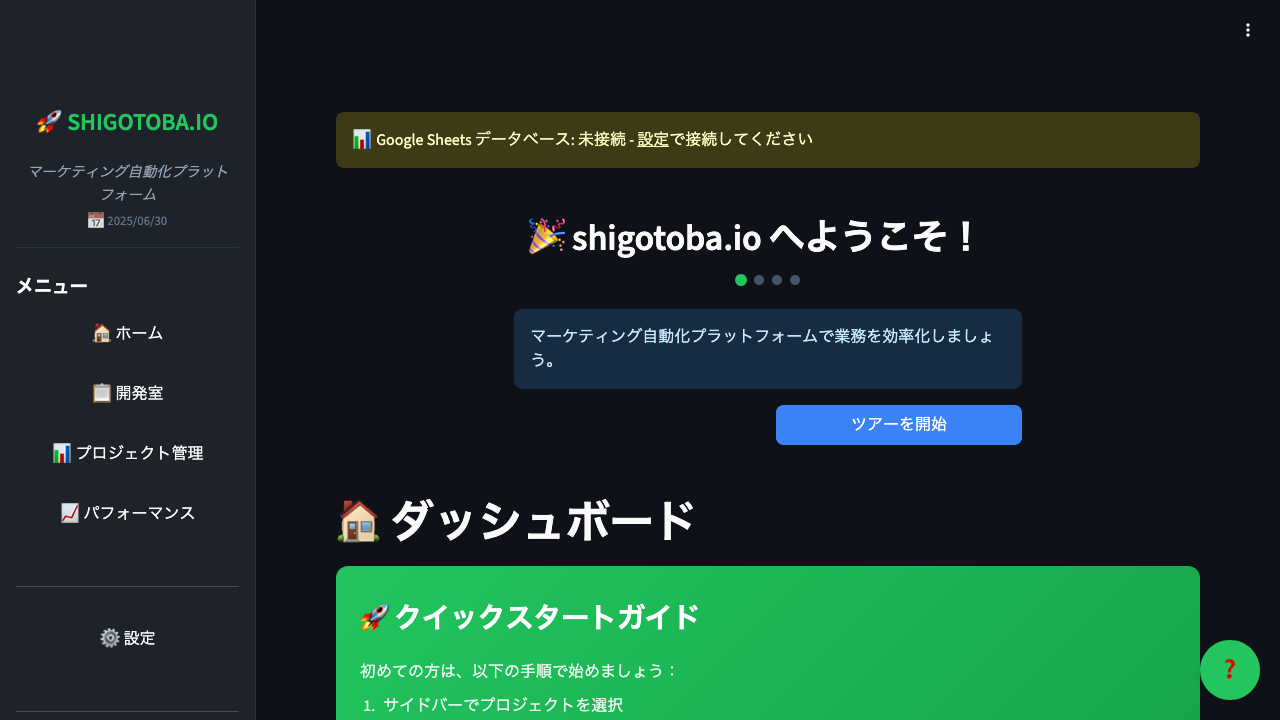 🚀 SHIGOTOBA.IO
マーケティング自動化プラット
フォーム
📅 2025/06/30
メニュー
🏠 ホーム
📋 開発室
📊 プロジェクト管理
📈 パフォーマンス
⚙️ 設定
📊 Google Sheets データベース: 未接続 - 設定で接続してください
🎉 shigotoba.io へようこそ！
マーケティング自動化プラットフォームで業務を効率化しましょ
う。
ツアーを開始
🏠 ダッシュボード
🚀 クイックスタートガイド
初めての方は、以下の手順で始めましょう：
1. サイドバーでプロジェクトを選択
❓